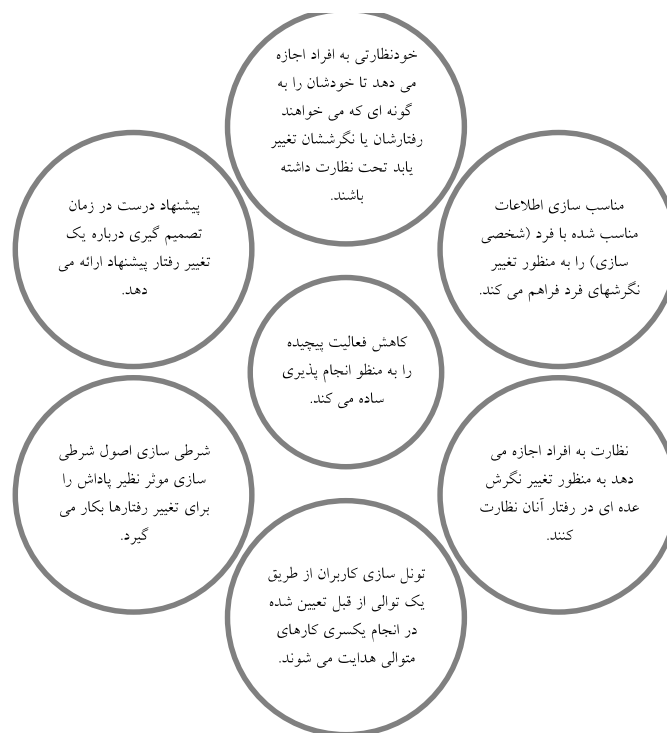 خودنظارتی به افراد اجازه
می دهد تا خودشان را به
گونه ای که می خواهند
رفتارشان یا نگرششان تغییر
یابد تحت نظارت داشته
باشند.
مناسب سازی اطلاعات
مناسب شده با فرد (شخصی
سازی) را به منظور تغییر
نگرشهای فرد فراهم می کند.
پیشنهاد درست در زمان
تصمیم گیری درباره یک
تغییر رفتار پیشنهاد ارائه می
دهد.
کاهش فعالیت پیچیده
را به منظو انجام پذیری
ساده می کند.
نظارت به افراد اجازه می
دهد به منظور تغییر نگرش
عده ای در رفتار آنان نظارت
کنند.
شرطی سازی اصول شرطی
سازی موثر نظیر پاداش را
برای تغییر رفتارها بکار می
گیرد.
تونل سازی کاربران از طریق
یک توالی از قبل تعیین شده
در انجام یکسری کارهای
متوالی هدایت می شوند.